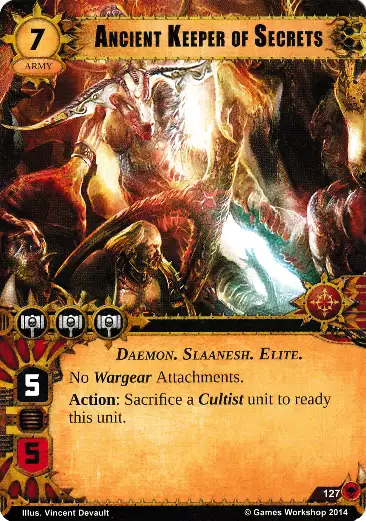 7
ARMY
ANCIENT KEEPER OF SECRETS
DAEMON. SLAANESH. ELITE.
5
No Wargear Attachments.
Action: Sacrifice a Cultist unit to ready
this unit.
5
127
Illus. Vincent Devault
© Games Workshop 2014